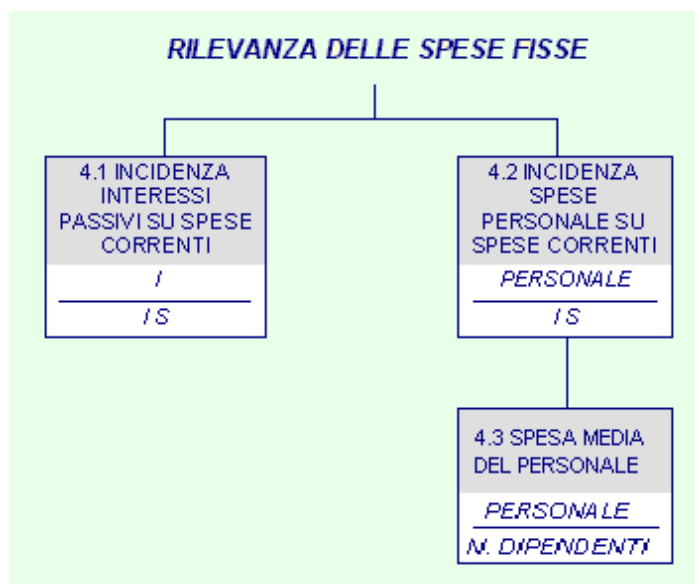 RILEVANZA DELLE SPESE FISSE
4.1 INCIDENZA
INTERESSI
PASSIVI SU SPESE
CORRENTI
I
I S
4.2 INCIDENZA
SPESE
PERSONALE SU
SPESE CORRENTI
PERSONALE
I S
4.3 SPESA MEDIA
DEL PERSONALE
PERSONALE
N. DIPENDENTI